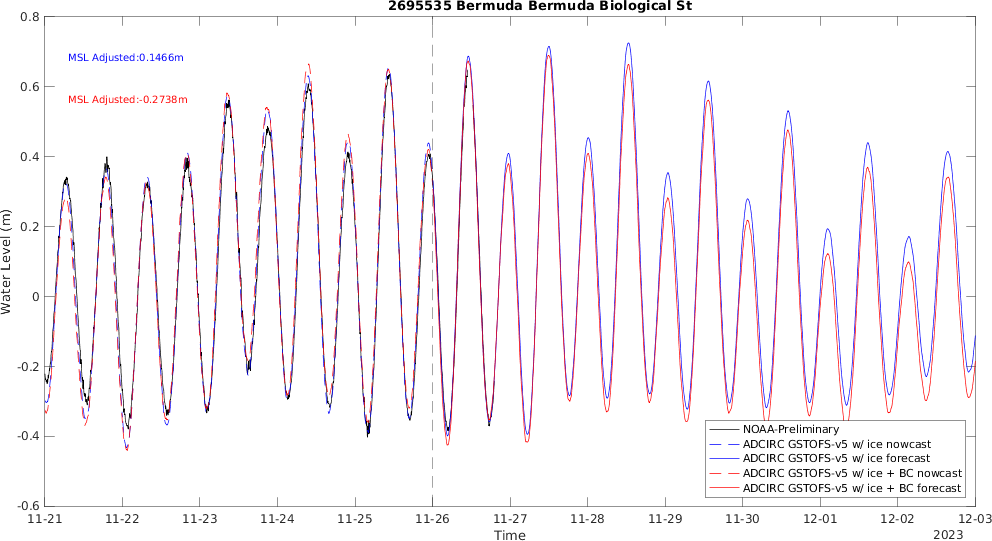 2695535 Bermuda Bermuda Biological St
MSL Adjusted:0.1466m
MSL Adjusted:-0.2738m
Water Level (m)
0.8
0.6
0.4
0.2
0
-0.2
-0.4
-0.6
NOAA-Preliminary
ADCIRC GSTOFS-v5 w/ ice nowcast
ADCIRC GSTOFS-v5 w/ ice forecast
ADCIRC GSTOFS-v5 w/ ice + BC nowcast
ADCIRC GSTOFS-v5 w/ ice + BC forecast
11-21 11-22 11-23 11-24 11-25 11-26 11-27 11-28 11-29 11-30 12-01 12-02 12-03
Time
2023